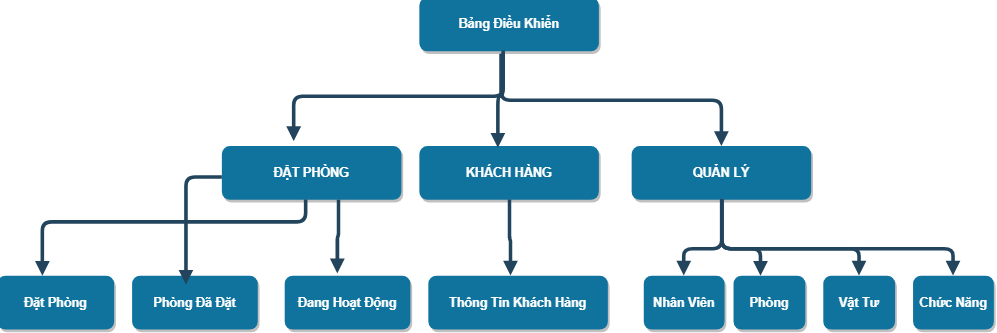 Bảng Điều Khiển
ĐẶT PHÒNG
KHÁCH HÀNG
QUẢN LÝ
Đặt Phòng
Phòng Đã Đặt
Đang Hoạt Động
Thông Tin Khách Hàng
Nhân Viên
Phòng
Vật Tư
Chức Năng